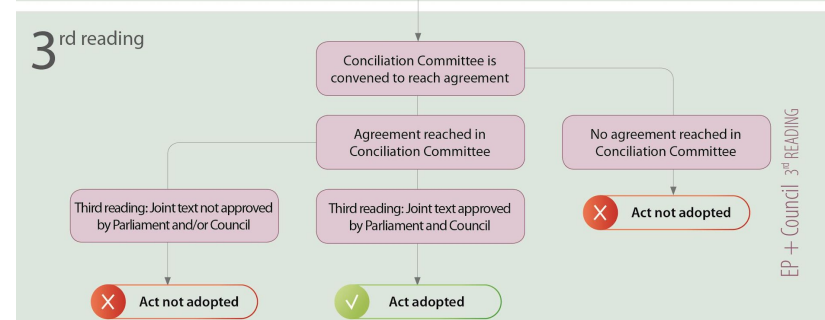 3rd reading
Conciliation Committee is
convened to reach agreement
Agreement reached in
Conciliation Committee
No agreement reached in
Conciliation Committee
Third reading: Joint text not approved
by Parliament and/or Council
Third reading: Joint text approved
by Parliament and Council
Act not adopted
Act not adopted
Act adopted
EP + Council 3rd READING